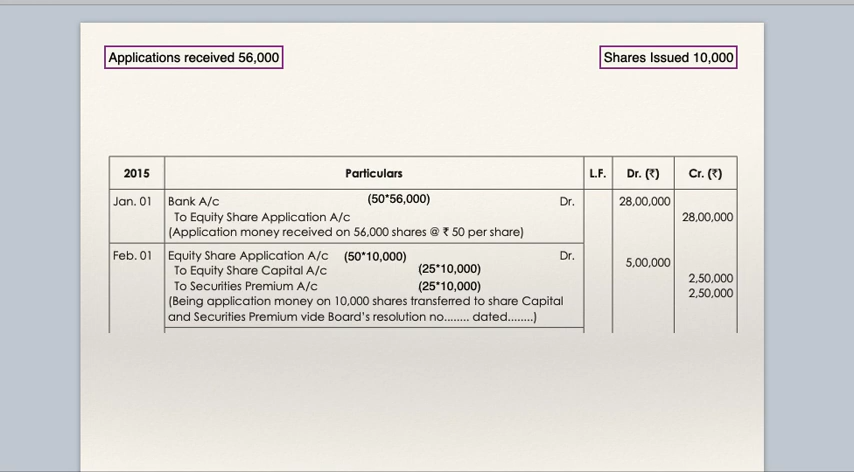 Applications received 56,000
Shares Issued 10,000
2015 Particulars L.F. Dr. (₹) Cr. (₹)
Jan. 01 Bank A/c (50*56,000) Dr. 28,00,000
To Equity Share Application A/c 28,00,000
(Application money received on 56,000 shares @ ₹ 50 per share)
Feb. 01 Equity Share Application A/c (50*10,000) Dr. 5,00,000
To Equity Share Capital A/c (25*10,000) 2,50,000
To Securities Premium A/c (25*10,000) 2,50,000
(Being application money on 10,000 shares transferred to share Capital
and Securities Premium vide Board’s resolution no........ dated........)